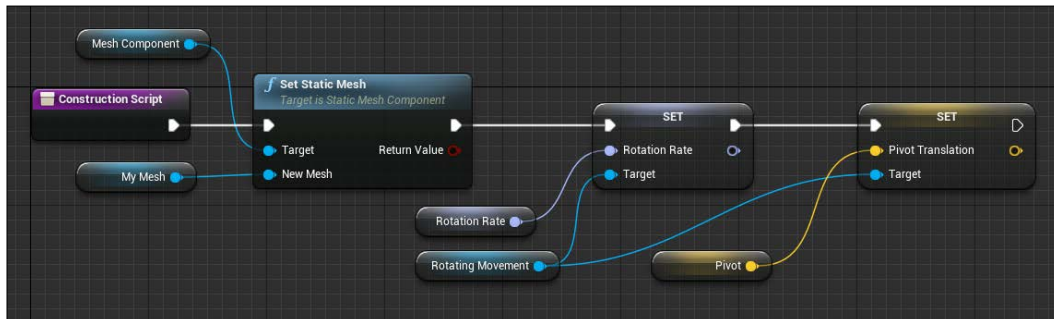 Mesh Component
Construction Script
f Set Static Mesh
Target is Static Mesh Component
Target
Return Value
New Mesh
My Mesh
SET
Rotation Rate
Target
SET
Pivot Translation
Target
Rotation Rate
Rotating Movement
Pivot